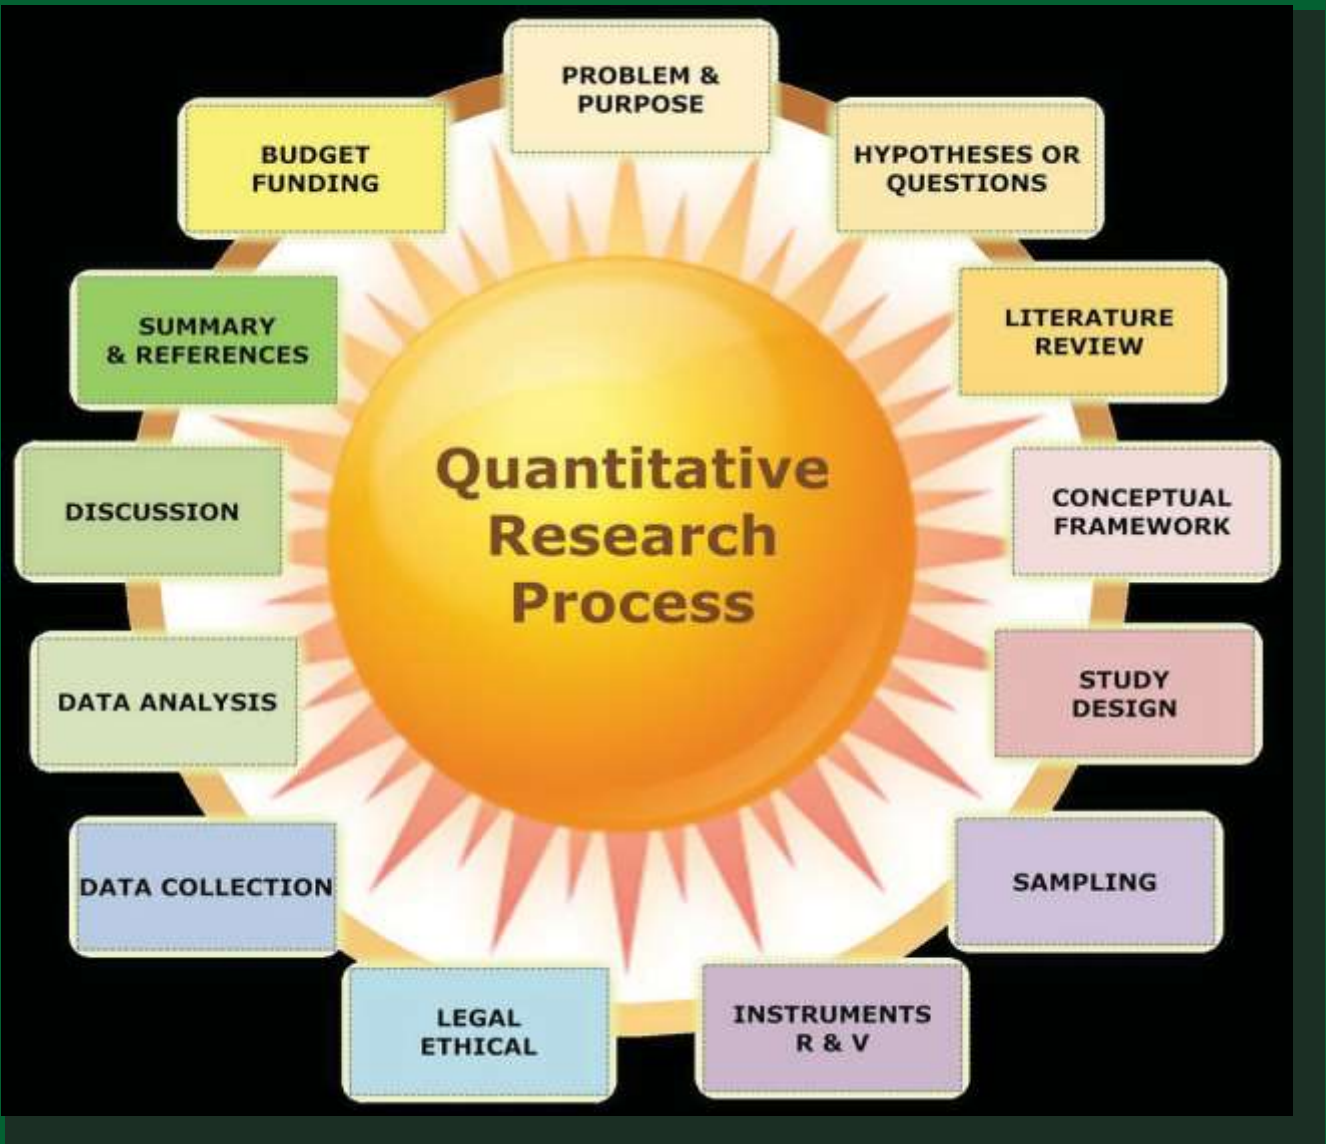 PROBLEM &
PURPOSE
HYPOTHESES OR
QUESTIONS
LITERATURE
REVIEW
CONCEPTUAL
FRAMEWORK
STUDY
DESIGN
SAMPLING
INSTRUMENTS
R & V
LEGAL
ETHICAL
DATA COLLECTION
DATA ANALYSIS
DISCUSSION
SUMMARY
& REFERENCES
BUDGET
FUNDING
Quantitative
Research
Process